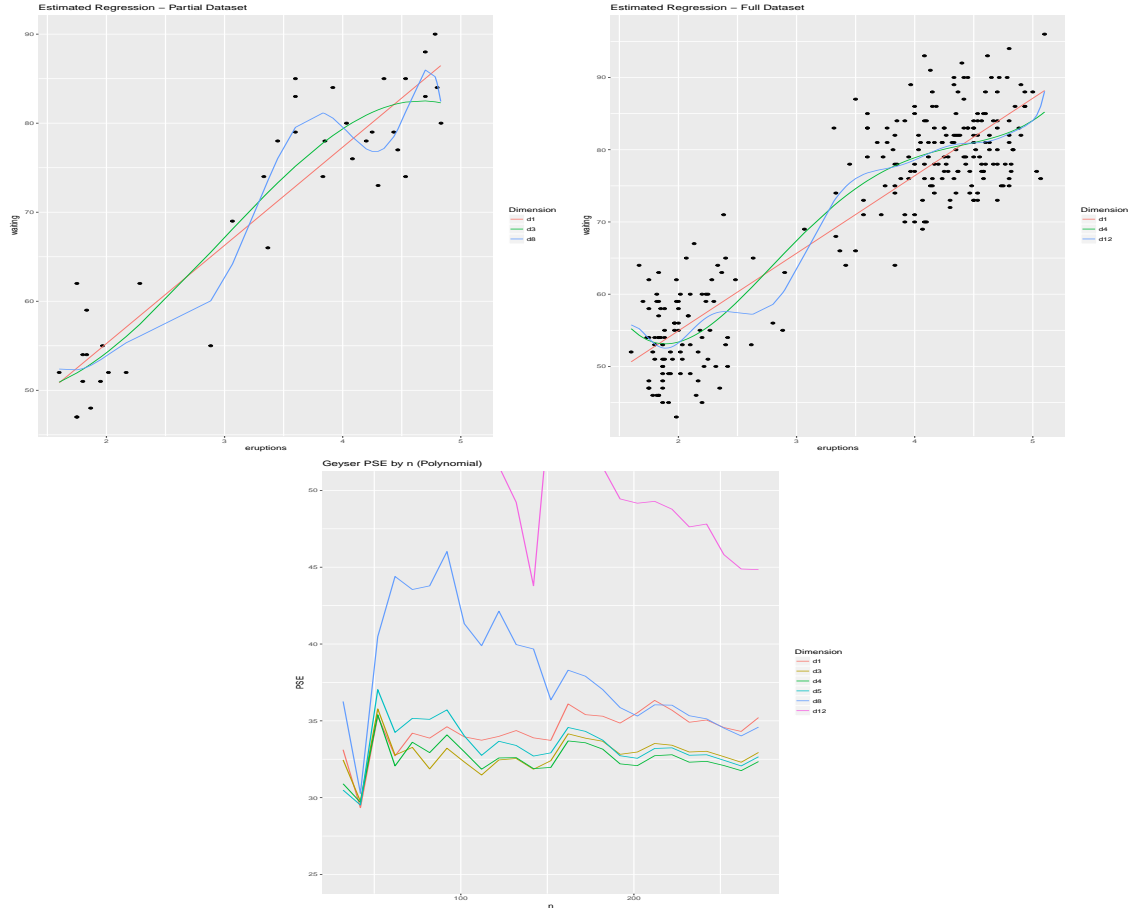 Estimated Regression – Partial Dataset
90
80
70
60
50
waiting
2
3
4
5
eruptions
Dimension
d1
d3
d8
Estimated Regression – Full Dataset
90
80
70
60
50
waiting
2
3
4
5
eruptions
Dimension
d1
d4
d12
Geyser PSE by n (Polynomial)
50
45
40
35
30
25
PSE
100
200
n
Dimension
d1
d3
d4
d5
d8
d12